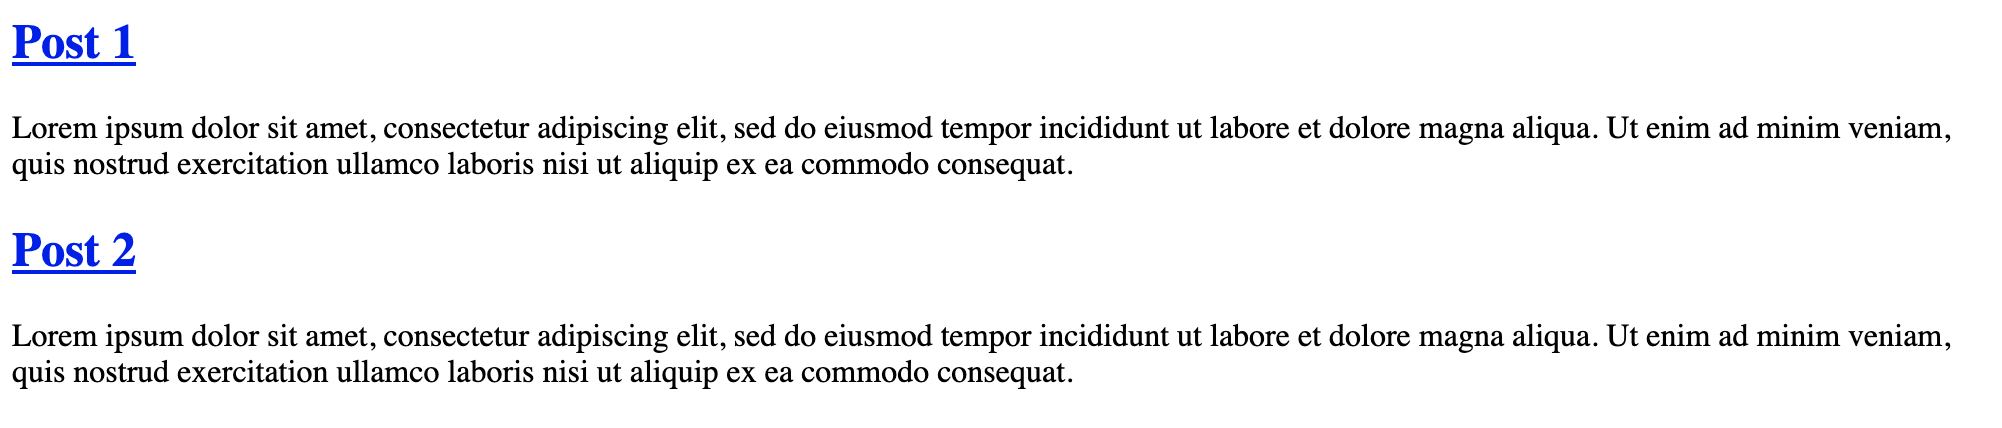 Post 1
Lorem ipsum dolor sit amet, consectetur adipiscing elit, sed do eiusmod tempor incididunt ut labore et dolore magna aliqua. Ut enim ad minim veniam,
quis nostrud exercitation ullamco laboris nisi ut aliquip ex ea commodo consequat.
Post 2
Lorem ipsum dolor sit amet, consectetur adipiscing elit, sed do eiusmod tempor incididunt ut labore et dolore magna aliqua. Ut enim ad minim veniam,
quis nostrud exercitation ullamco laboris nisi ut aliquip ex ea commodo consequat.